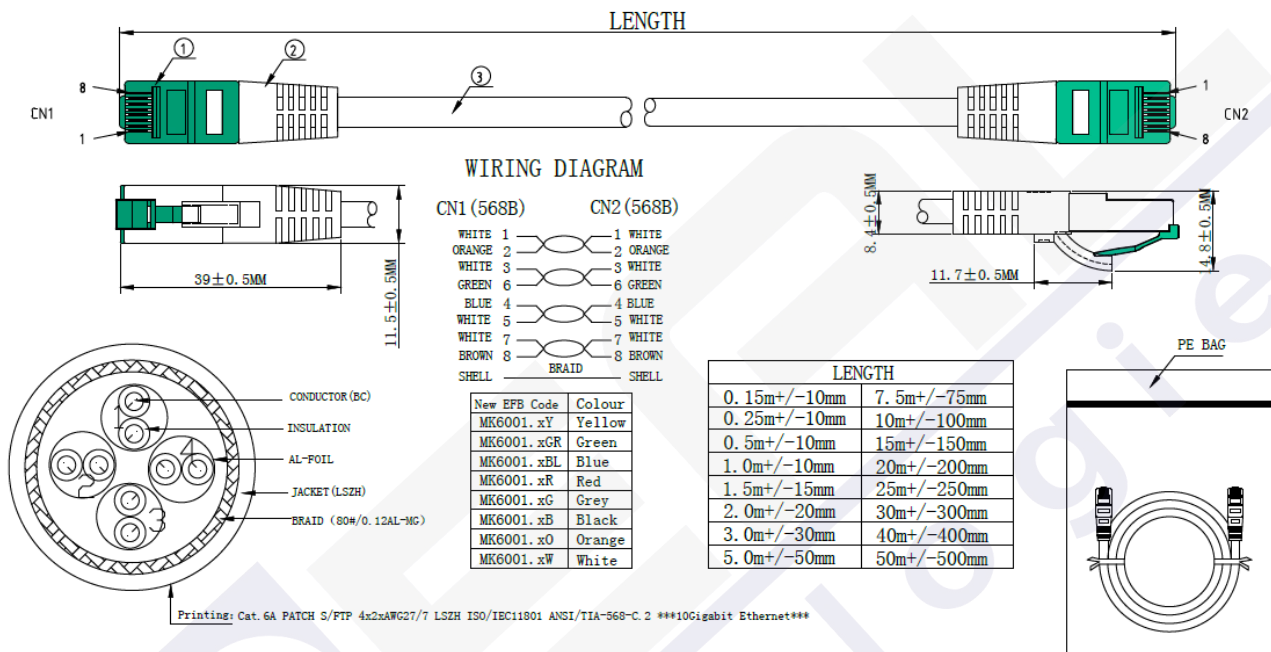 LENGTH
① ② ③
8
CN1
1
1
CN2
8
WIRING DIAGRAM
CN1(568B) CN2(568B)
WHITE 1 1 WHITE
ORANGE 2 2 ORANGE
WHITE 3 3 WHITE
GREEN 6 6 GREEN
BLUE 4 4 BLUE
WHITE 5 5 WHITE
WHITE 7 7 WHITE
BROWN 8 8 BROWN
BRAID
SHELL SHELL
39±0.5MM
11.5±0.5MM
8.4±0.5MM
11.7±0.5MM
14.8±0.5MM
CONDUCTOR(BC)
INSULATION
AL-FOIL
JACKET(LSZH)
BRAID (80#/0.12AL-MG)
1
2
3
4
New EFB Code Colour
MK6001.xY Yellow
MK6001.xGR Green
MK6001.xBL Blue
MK6001.xR Red
MK6001.xG Grey
MK6001.xB Black
MK6001.xO Orange
MK6001.xW White
LENGTH
0.15m+/-10mm 7.5m+/-75mm
0.25m+/-10mm 10m+/-100mm
0.5m+/-10mm 15m+/-150mm
1.0m+/-10mm 20m+/-200mm
1.5m+/-15mm 25m+/-250mm
2.0m+/-20mm 30m+/-300mm
3.0m+/-30mm 40m+/-400mm
5.0m+/-50mm 50m+/-500mm
PE BAG
Printing: Cat.6A PATCH S/FTP 4x2xAWG27/7 LSZH ISO/IEC11801 ANSI/TIA-568-C.2 ***10Gigabit Ethernet***